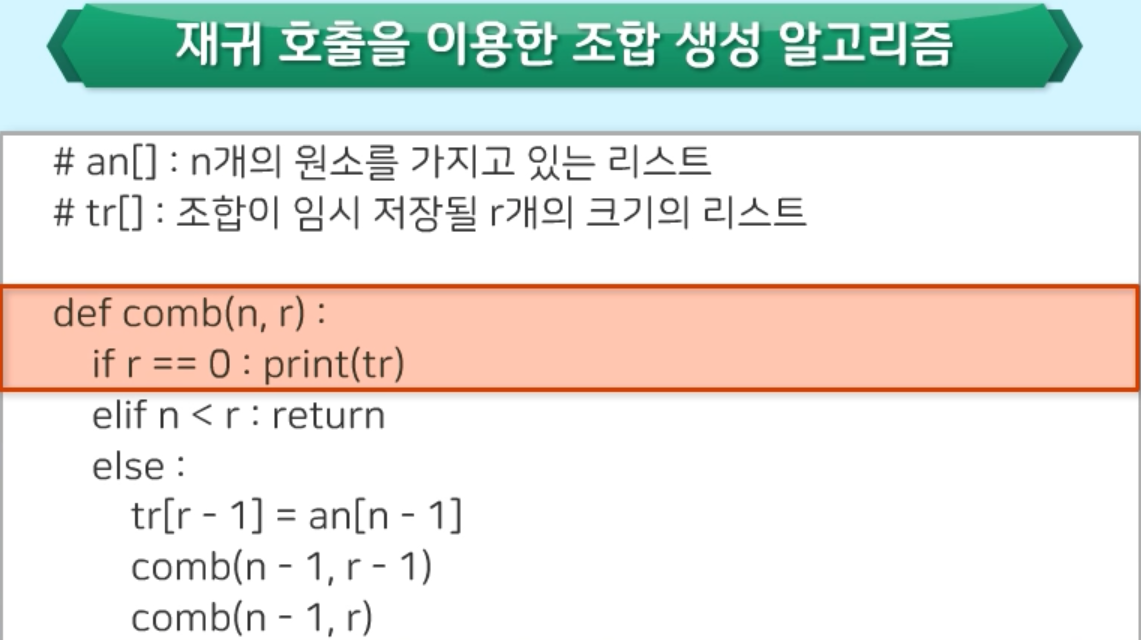 재귀 호출을 이용한 조합 생성 알고리즘
# an[] : n개의 원소를 가지고 있는 리스트
# tr[] : 조합이 임시 저장될 r개의 크기의 리스트
def comb(n, r) :
if r == 0 : print(tr)
elif n < r : return
else :
tr[r - 1] = an[n - 1]
comb(n - 1, r - 1)
comb(n - 1, r)